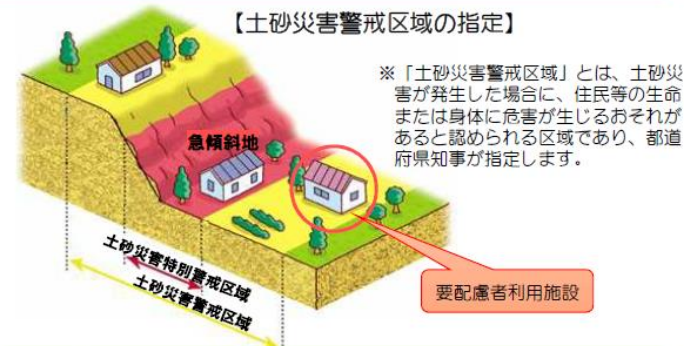 【土砂災害警戒区域の指定】
※「土砂災害警戒区域」とは、土砂災
害が発生した場合に、住民等の生命
または身体に危害が生じるおそれが
あると認められる区域であり、都道
府県知事が指定します。
急傾斜地
土砂災害特別警戒区域
土砂災害警戒区域
要配慮者利用施設